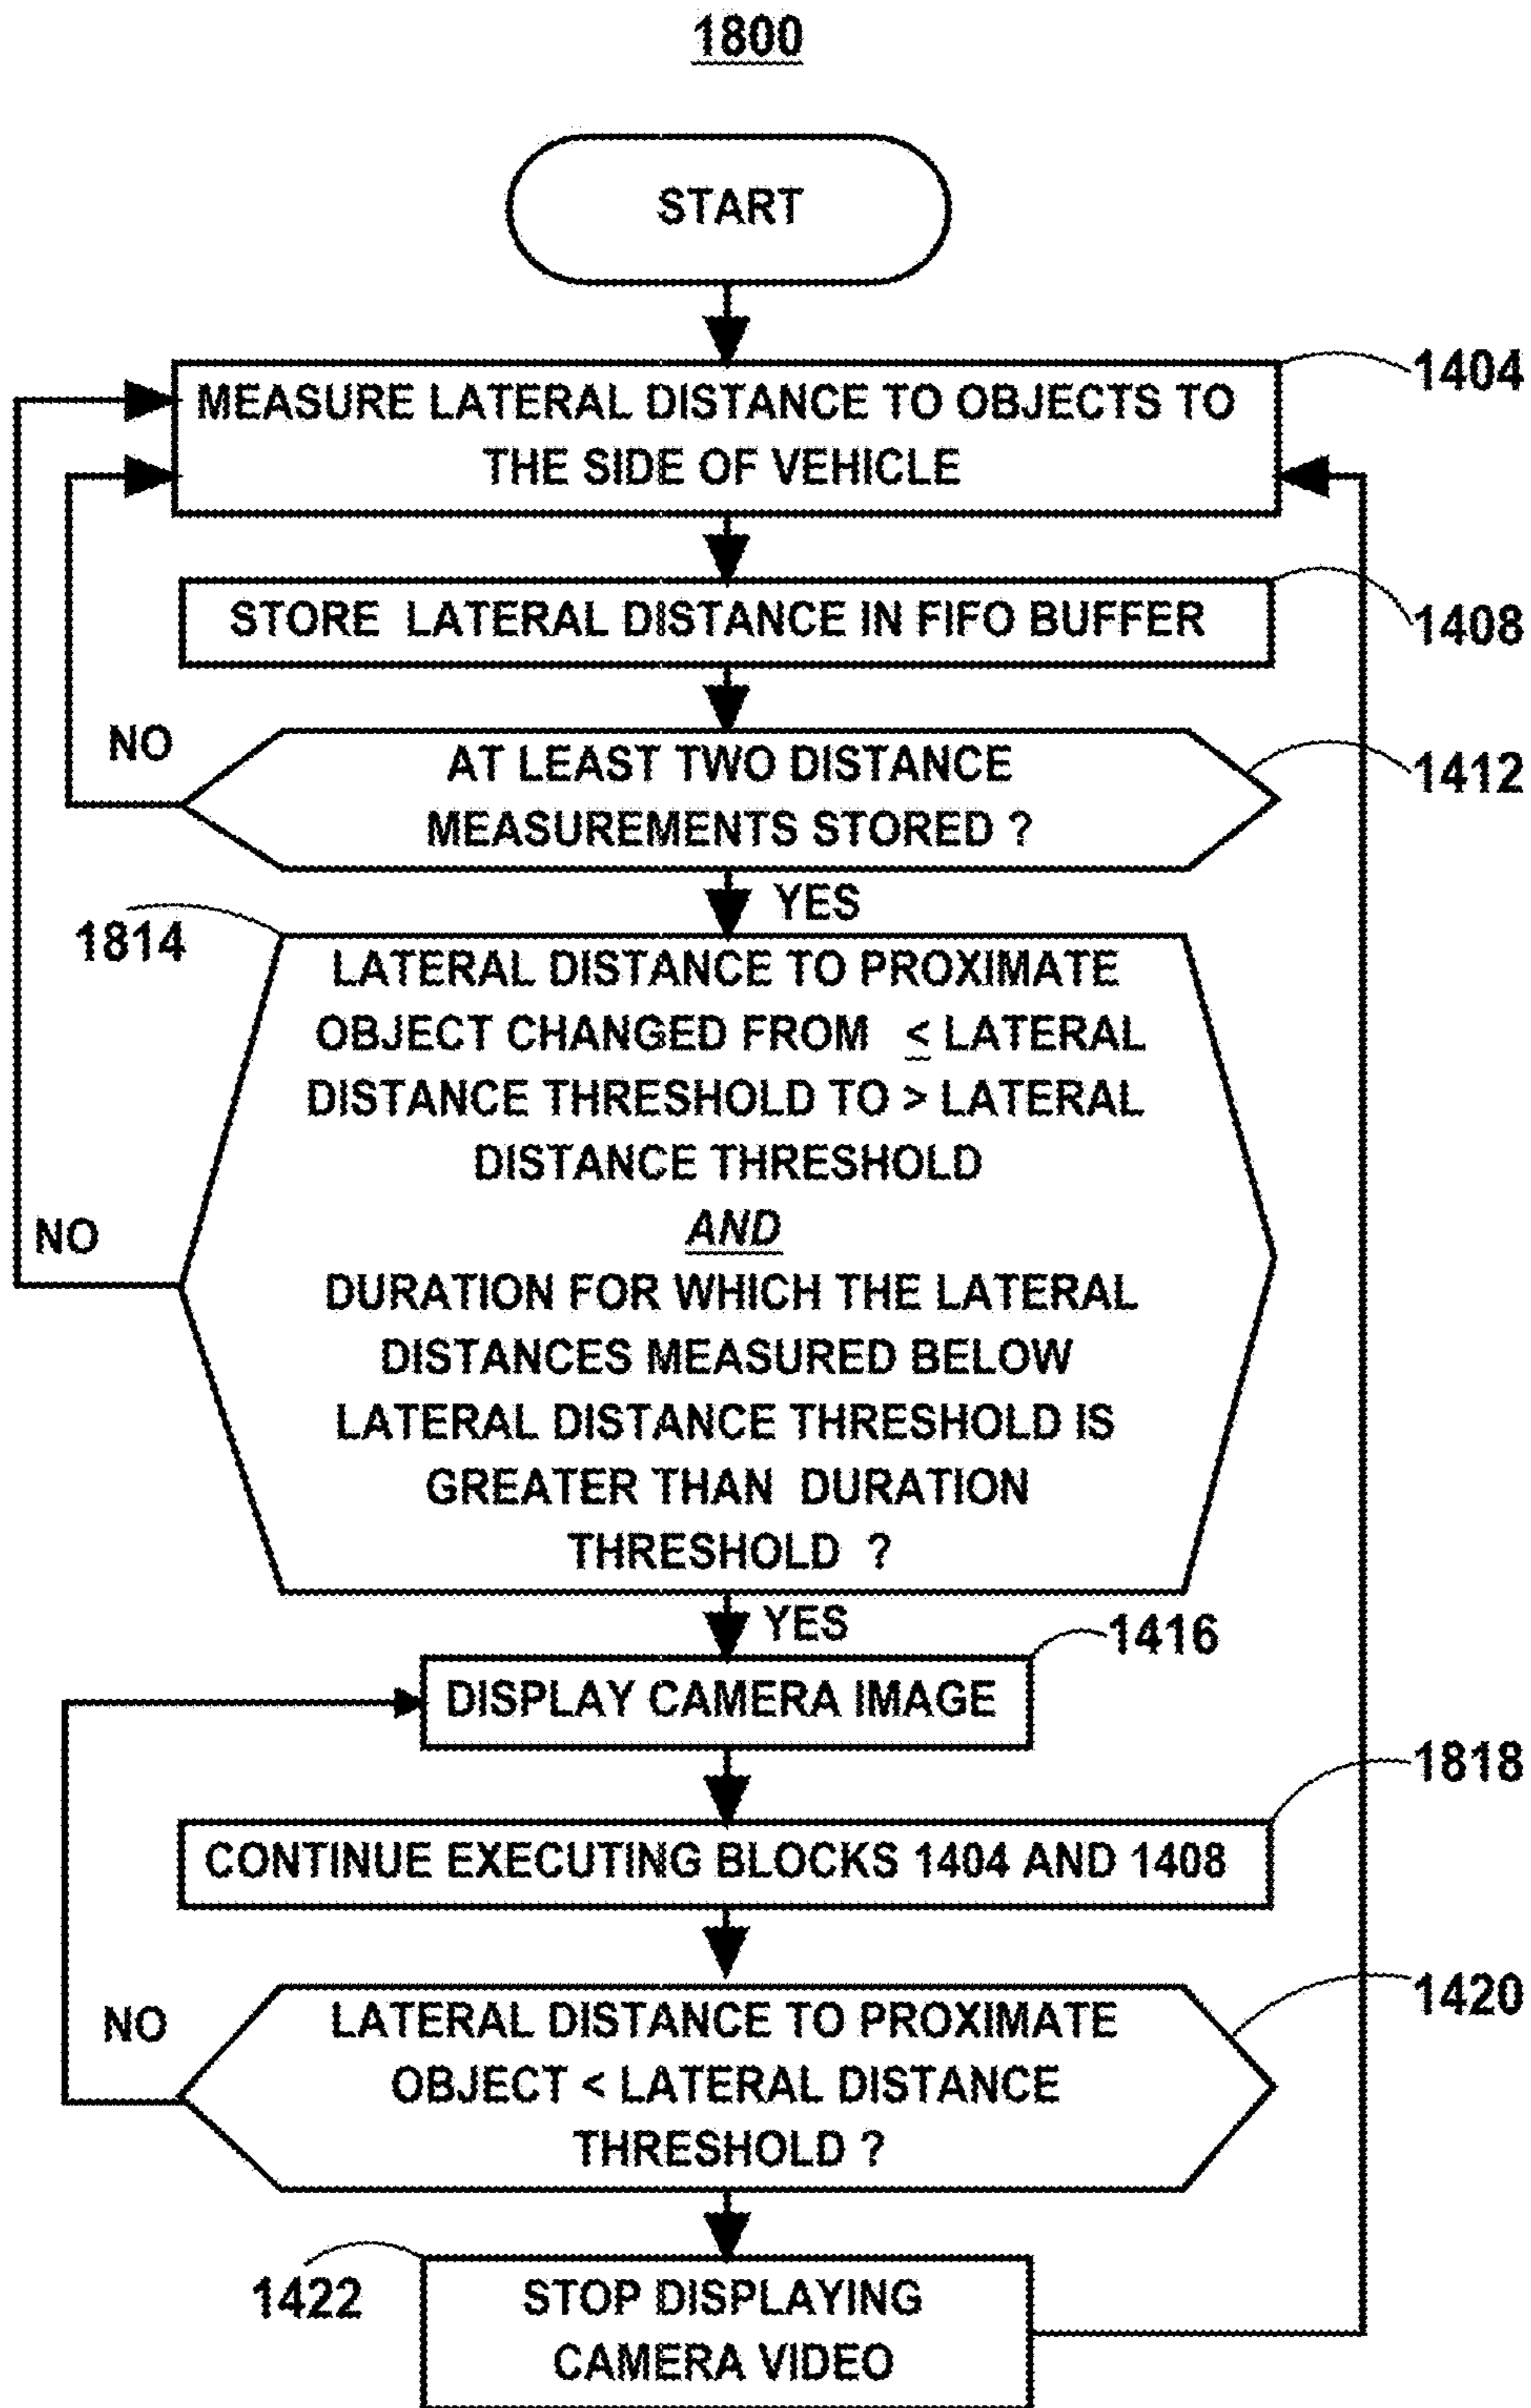 1800
START
1404
MEASURE LATERAL DISTANCE TO OBJECTS TO
THE SIDE OF VEHICLE
STORE LATERAL DISTANCE IN FIFO BUFFER
1408
NO
AT LEAST TWO DISTANCE
MEASUREMENTS STORED ?
1412
YES
1814
LATERAL DISTANCE TO PROXIMATE
OBJECT CHANGED FROM ≤ LATERAL
DISTANCE THRESHOLD TO > LATERAL
DISTANCE THRESHOLD
AND
NO
DURATION FOR WHICH THE LATERAL
DISTANCES MEASURED BELOW
LATERAL DISTANCE THRESHOLD IS
GREATER THAN DURATION
THRESHOLD ?
YES
1416
DISPLAY CAMERA IMAGE
1818
CONTINUE EXECUTING BLOCKS 1404 AND 1408
1420
NO
LATERAL DISTANCE TO PROXIMATE
OBJECT < LATERAL DISTANCE
THRESHOLD ?
1422
STOP DISPLAYING
CAMERA VIDEO